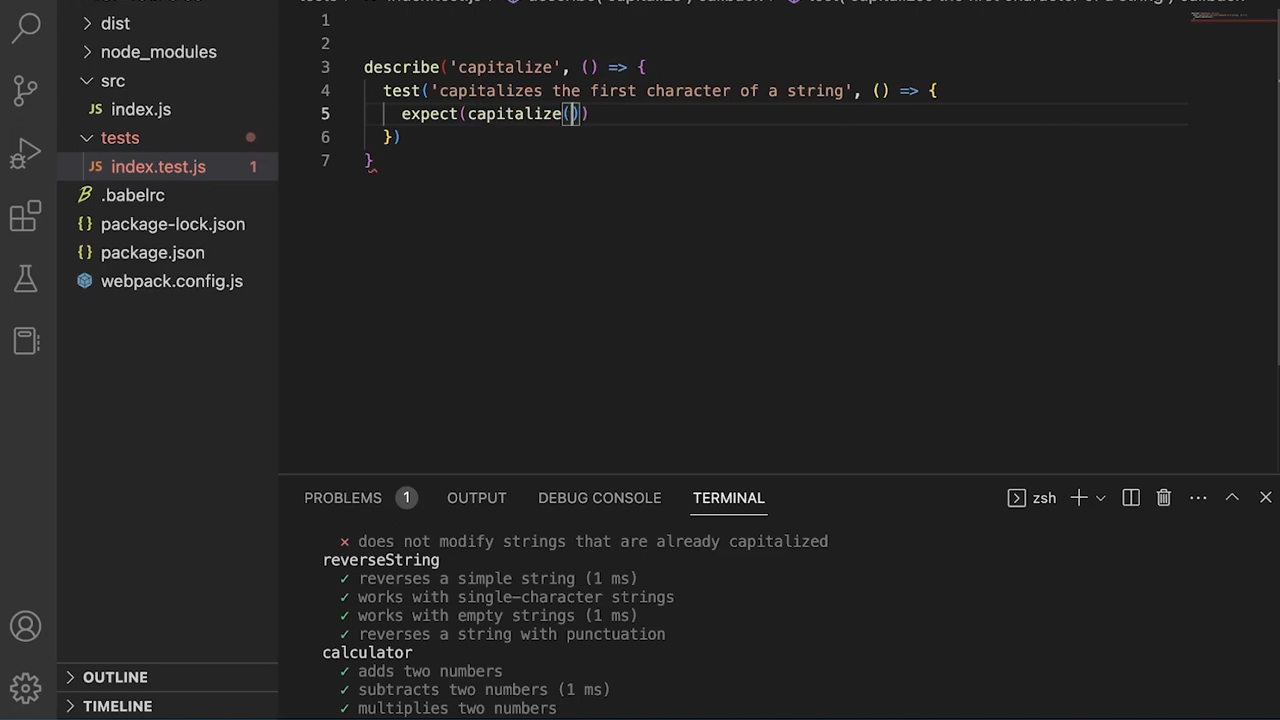 dist
node_modules
src
JS index.js
tests
JS index.test.js 1
.babelrc
{} package-lock.json
{} package.json
webpack.config.js
OUTLINE
TIMELINE
1
2
3 describe('capitalize', () => {
4 test('capitalizes the first character of a string', () => {
5 expect(capitalize())
6 })
7 }
PROBLEMS 1 OUTPUT DEBUG CONSOLE TERMINAL zsh
✕ does not modify strings that are already capitalized
reverseString
✓ reverses a simple string (1 ms)
✓ works with single-character strings
✓ works with empty strings (1 ms)
✓ reverses a string with punctuation
calculator
✓ adds two numbers
✓ subtracts two numbers (1 ms)
✓ multiplies two numbers